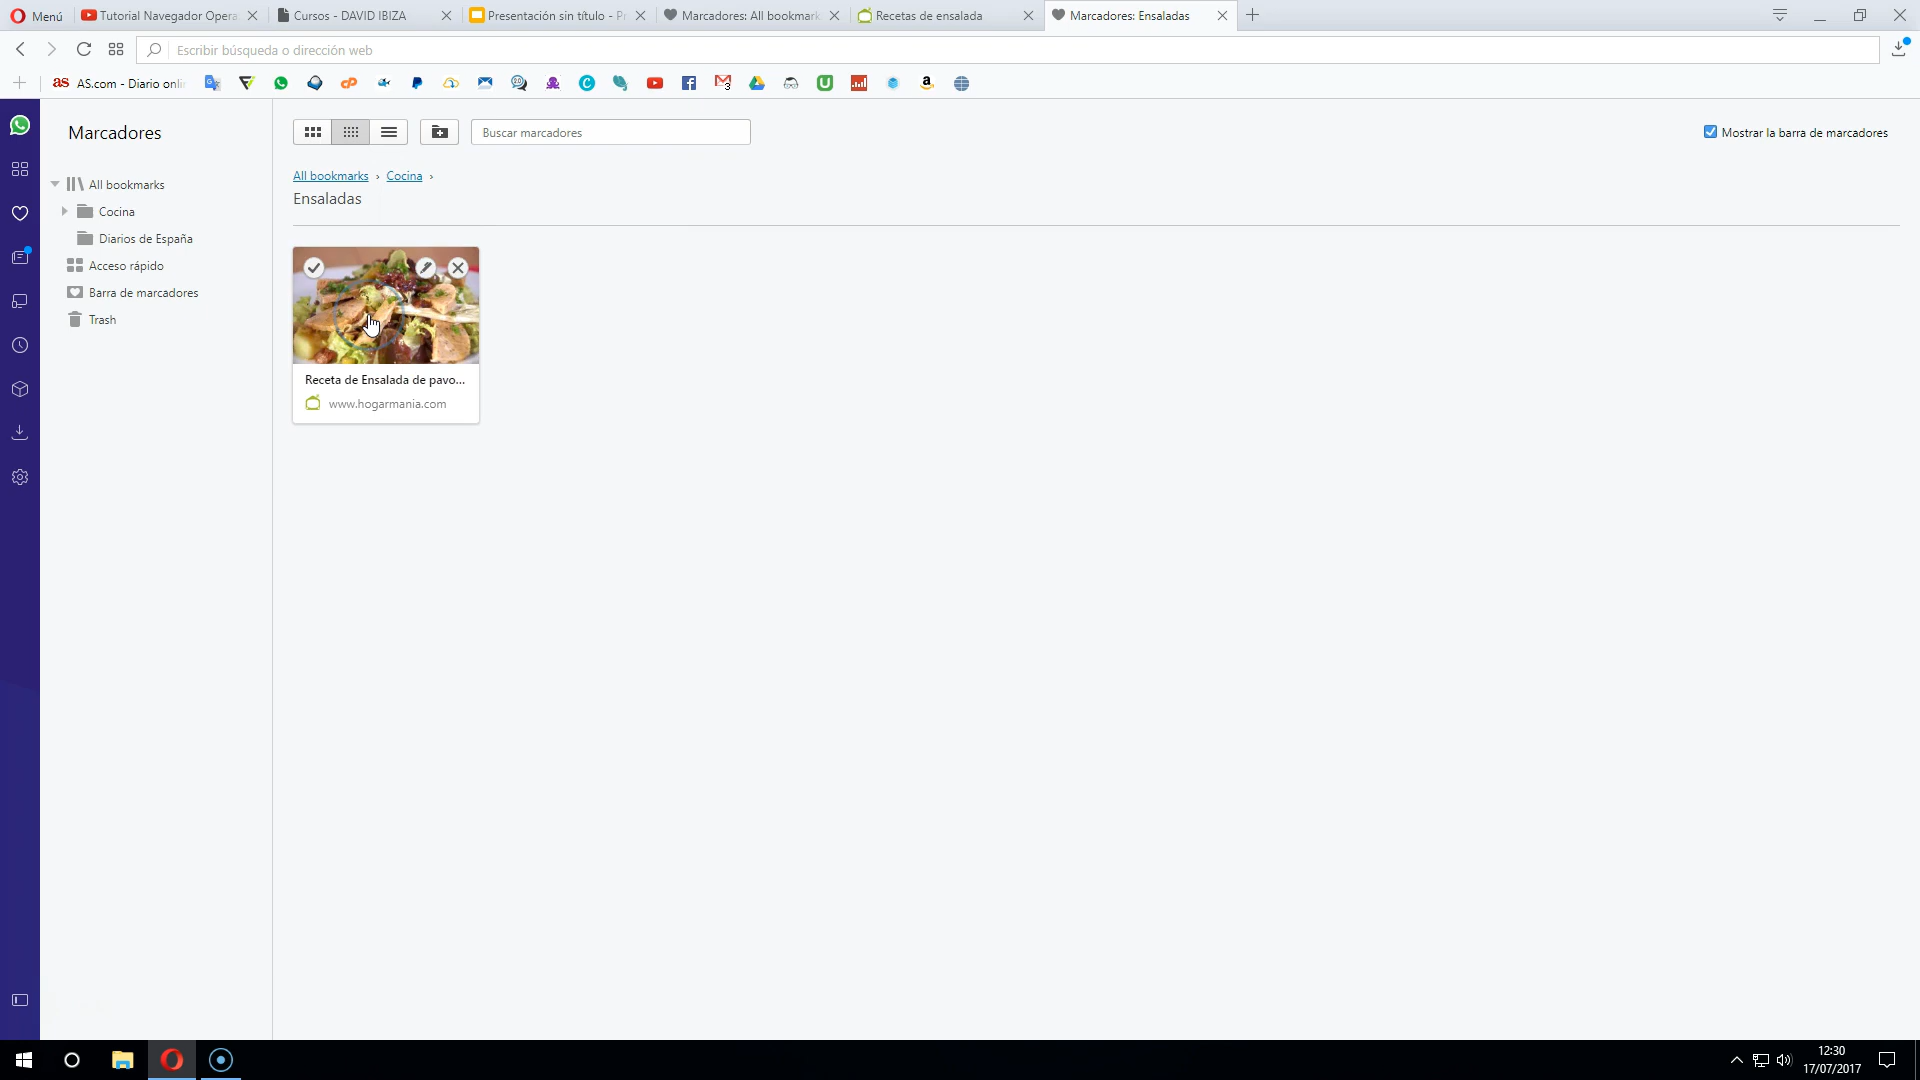 Menú
Tutorial Navegador Opera
Cursos - DAVID IBIZA
Presentación sin título - Pr
Marcadores: All bookmark
Recetas de ensalada
Marcadores: Ensaladas
Escribir búsqueda o dirección web
as AS.com - Diario onlin
Marcadores
Buscar marcadores
Mostrar la barra de marcadores
All bookmarks
Cocina
Diarios de España
Acceso rápido
Barra de marcadores
Trash
All bookmarks › Cocina ›
Ensaladas
Receta de Ensalada de pavo...
www.hogarmania.com
12:30
17/07/2017